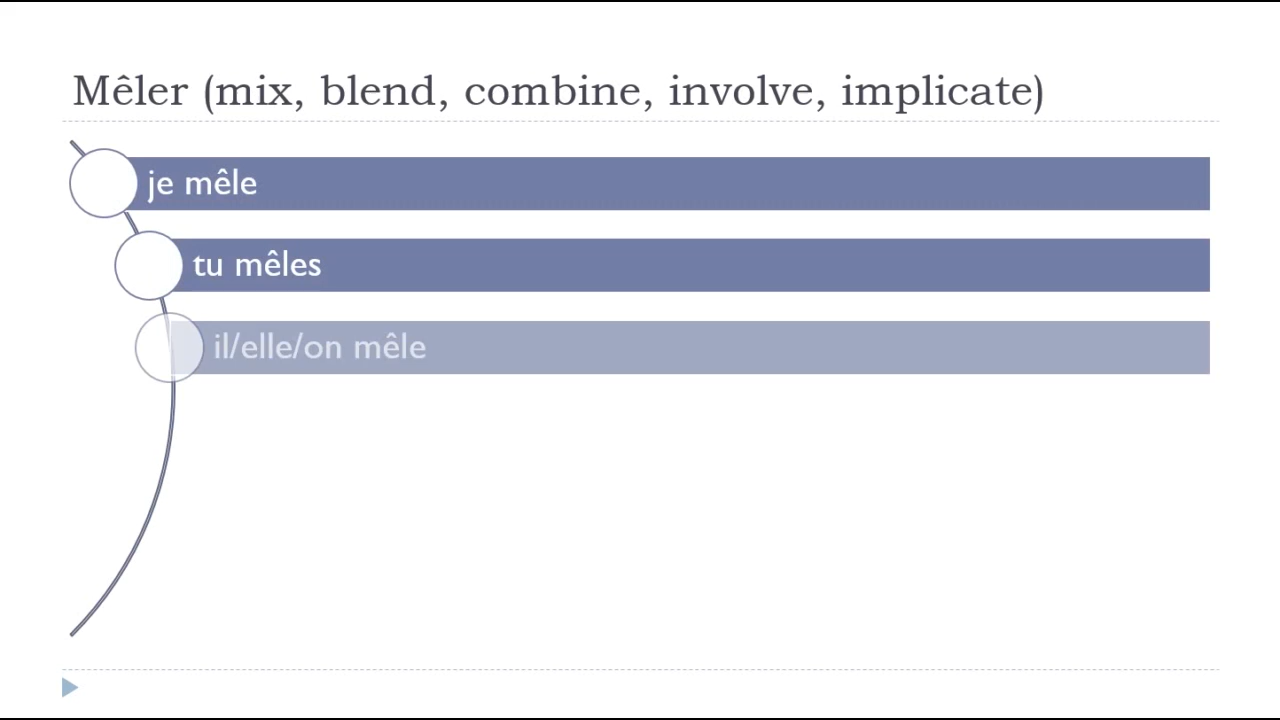 Mêler (mix, blend, combine, involve, implicate)
je mêle
tu mêles
il/elle/on mêle